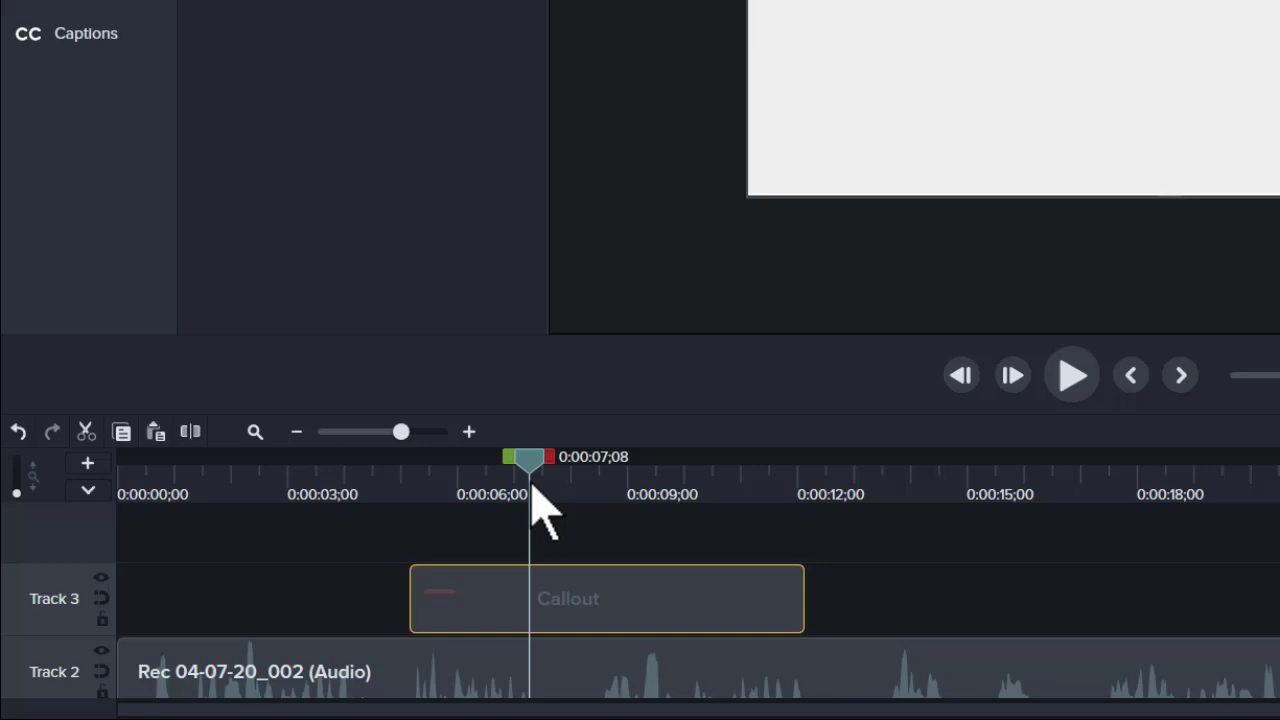 CC Captions
0:00:07;08
0:00:00;00 0:00:03;00 0:00:06;00 0:00:09;00 0:00:12;00 0:00:15;00 0:00:18;00
Track 3 Callout
Track 2 Rec 04-07-20_002 (Audio)